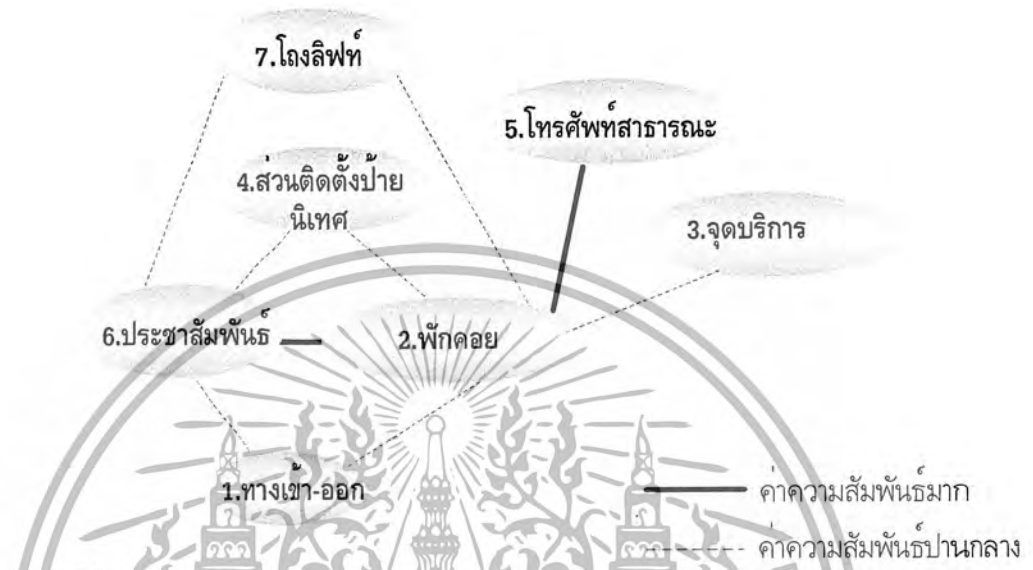 7.โถงลิฟท์
5.โทรศัพท์สาธารณะ
4.ส่วนติดตั้งป้าย
นิเทศ
3.จุดบริการ
6.ประชาสัมพันธ์
2.พักคอย
1.ทางเข้า-ออก
ค่าความสัมพันธ์มาก
ค่าความสัมพันธ์ปานกลาง